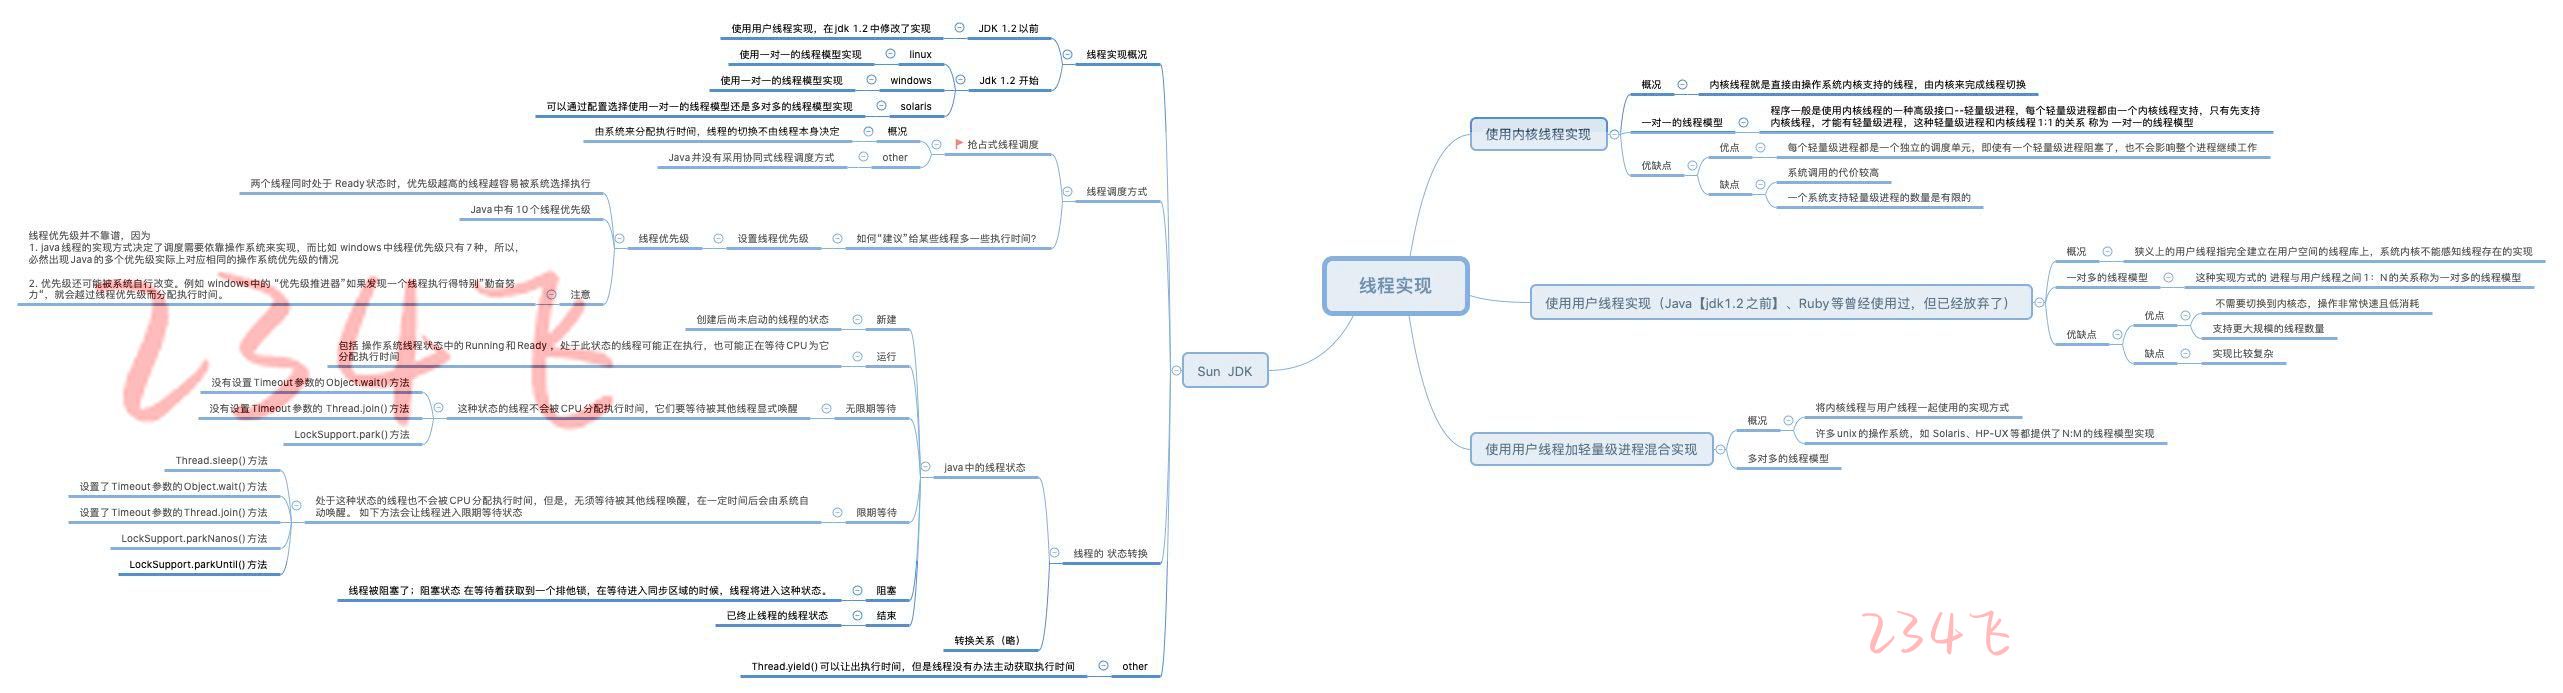 线程实现
使用内核线程实现
概况
内核线程就是直接由操作系统内核支持的线程，由内核来完成线程切换
一对一的线程模型
程序一般是使用内核线程的一种高级接口--轻量级进程，每个轻量级进程都由一个内核线程支持，只有先支持
内核线程，才能有轻量级进程，这种轻量级进程和内核线程1:1的关系 称为 一对一的线程模型
优缺点
优点
每个轻量级进程都是一个独立的调度单元，即使有一个轻量级进程阻塞了，也不会影响整个进程继续工作
缺点
系统调用的代价较高
一个系统支持轻量级进程的数量是有限的
使用用户线程实现（Java【jdk1.2之前】、Ruby等曾经使用过，但已经放弃了）
概况
狭义上的用户线程指完全建立在用户空间的线程库上，系统内核不能感知线程存在的实现
一对多的线程模型
这种实现方式的 进程与用户线程之间 1：N的关系称为一对多的线程模型
优缺点
优点
不需要切换到内核态，操作非常快速且低消耗
支持更大规模的线程数量
缺点
实现比较复杂
使用用户线程加轻量级进程混合实现
概况
将内核线程与用户线程一起使用的实现方式
许多unix的操作系统，如 Solaris、HP-UX等都提供了N:M的线程模型实现
多对多的线程模型
Sun JDK
线程实现概况
JDK 1.2以前
使用用户线程实现，在jdk 1.2中修改了实现
Jdk 1.2 开始
linux
使用一对一的线程模型实现
windows
使用一对一的线程模型实现
solaris
可以通过配置选择使用一对一的线程模型还是多对多的线程模型实现
线程调度方式
抢占式线程调度
概况
由系统来分配执行时间，线程的切换不由线程本身决定
other
Java并没有采用协同式线程调度方式
如何“建议”给某些线程多一些执行时间？
设置线程优先级
线程优先级
两个线程同时处于 Ready状态时，优先级越高的线程越容易被系统选择执行
Java中有10个线程优先级
注意
线程优先级并不靠谱，因为
1. java线程的实现方式决定了调度需要依靠操作系统来实现，而比如 windows中线程优先级只有7种，所以，
必然出现Java的多个优先级实际上对应相同的操作系统优先级的情况
2. 优先级还可能被系统自行改变。例如 windows中的 “优先级推进器”如果发现一个线程执行得特别”勤奋努
力“，就会越过线程优先级而分配执行时间。
线程的 状态转换
java中的线程状态
新建
创建后尚未启动的线程的状态
运行
包括 操作系统线程状态中的Running和Ready ，处于此状态的线程可能正在执行，也可能正在等待CPU为它
分配执行时间
无限期等待
这种状态的线程不会被CPU分配执行时间，它们要等待被其他线程显式唤醒
没有设置Timeout参数的Object.wait()方法
没有设置Timeout参数的 Thread.join()方法
LockSupport.park()方法
限期等待
处于这种状态的线程也不会被CPU分配执行时间，但是，无须等待被其他线程唤醒，在一定时间后会由系统自
动唤醒。 如下方法会让线程进入限期等待状态
Thread.sleep()方法
设置了Timeout参数的Object.wait()方法
设置了Timeout参数的Thread.join()方法
LockSupport.parkNanos()方法
LockSupport.parkUntil()方法
阻塞
线程被阻塞了；阻塞状态 在等待着获取到一个排他锁，在等待进入同步区域的时候，线程将进入这种状态。
结束
已终止线程的线程状态
转换关系（略）
other
Thread.yield()可以让出执行时间，但是线程没有办法主动获取执行时间
234飞
234飞